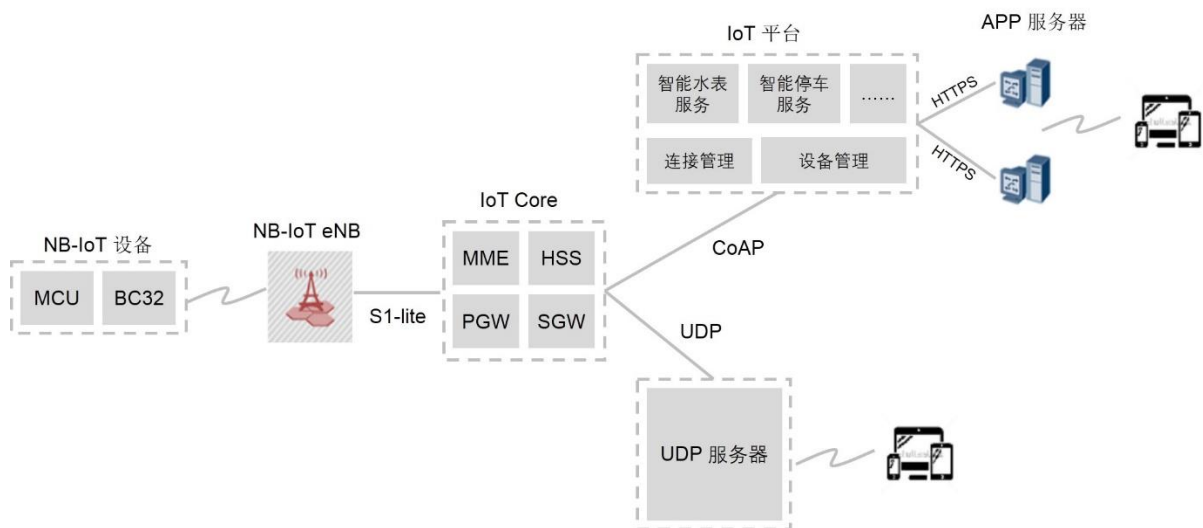 IoT 平台
APP 服务器
智能水表
服务
智能停车
服务
......
连接管理
设备管理
HTTPS
HTTPS
IoT Core
MME
HSS
PGW
SGW
NB-IoT eNB
NB-IoT 设备
MCU
BC32
S1-lite
CoAP
UDP
UDP 服务器